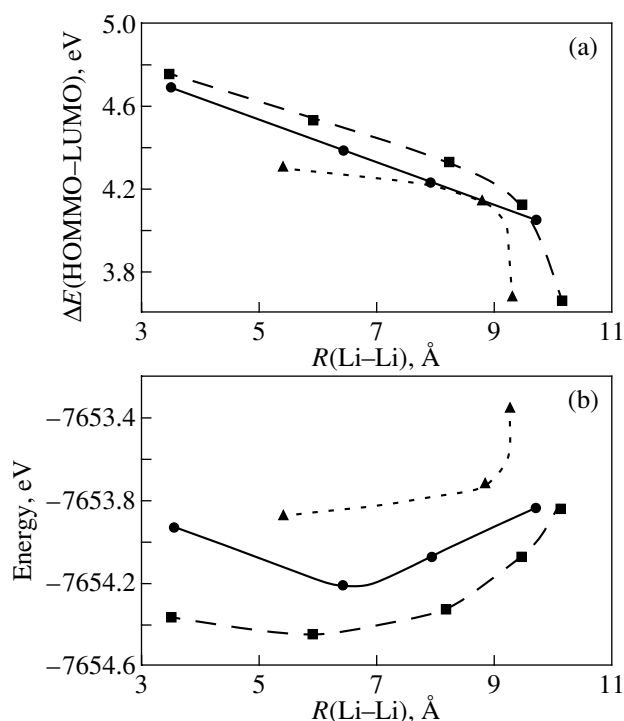 5.0
(a)
4.6
4.2
3.8
ΔE(HOMMO–LUMO), eV
3 5 7 9 11
R(Li–Li), Å
(b)
–7653.4
–7653.8
–7654.2
–7654.6
Energy, eV
3 5 7 9 11
R(Li–Li), Å